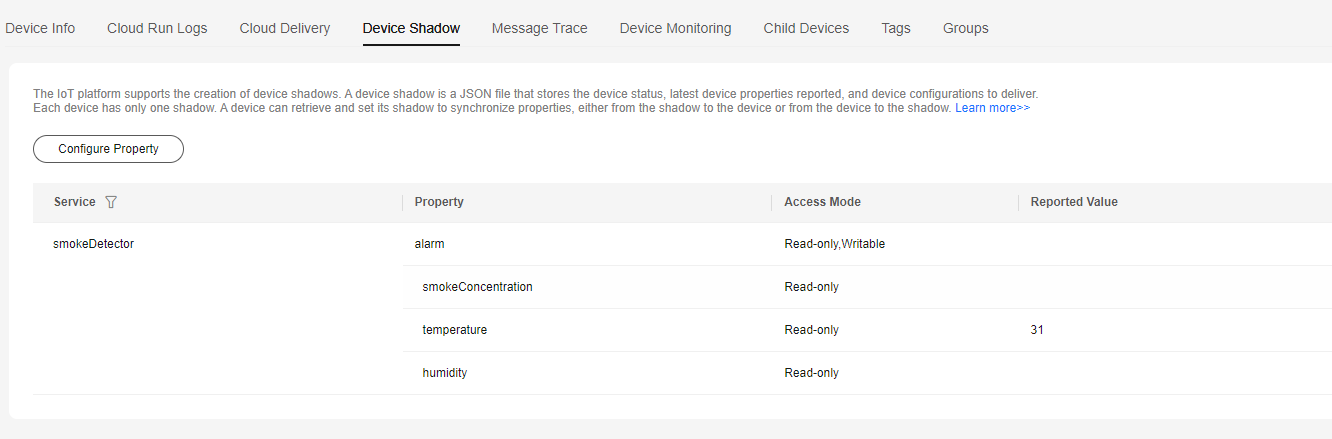 Device Info Cloud Run Logs Cloud Delivery Device Shadow Message Trace Device Monitoring Child Devices Tags Groups
The IoT platform supports the creation of device shadows. A device shadow is a JSON file that stores the device status, latest device properties reported, and device configurations to deliver.
Each device has only one shadow. A device can retrieve and set its shadow to synchronize properties, either from the shadow to the device or from the device to the shadow. Learn more>>
Configure Property
Service Property Access Mode Reported Value
smokeDetector alarm Read-only,Writable
smokeConcentration Read-only
temperature Read-only 31
humidity Read-only